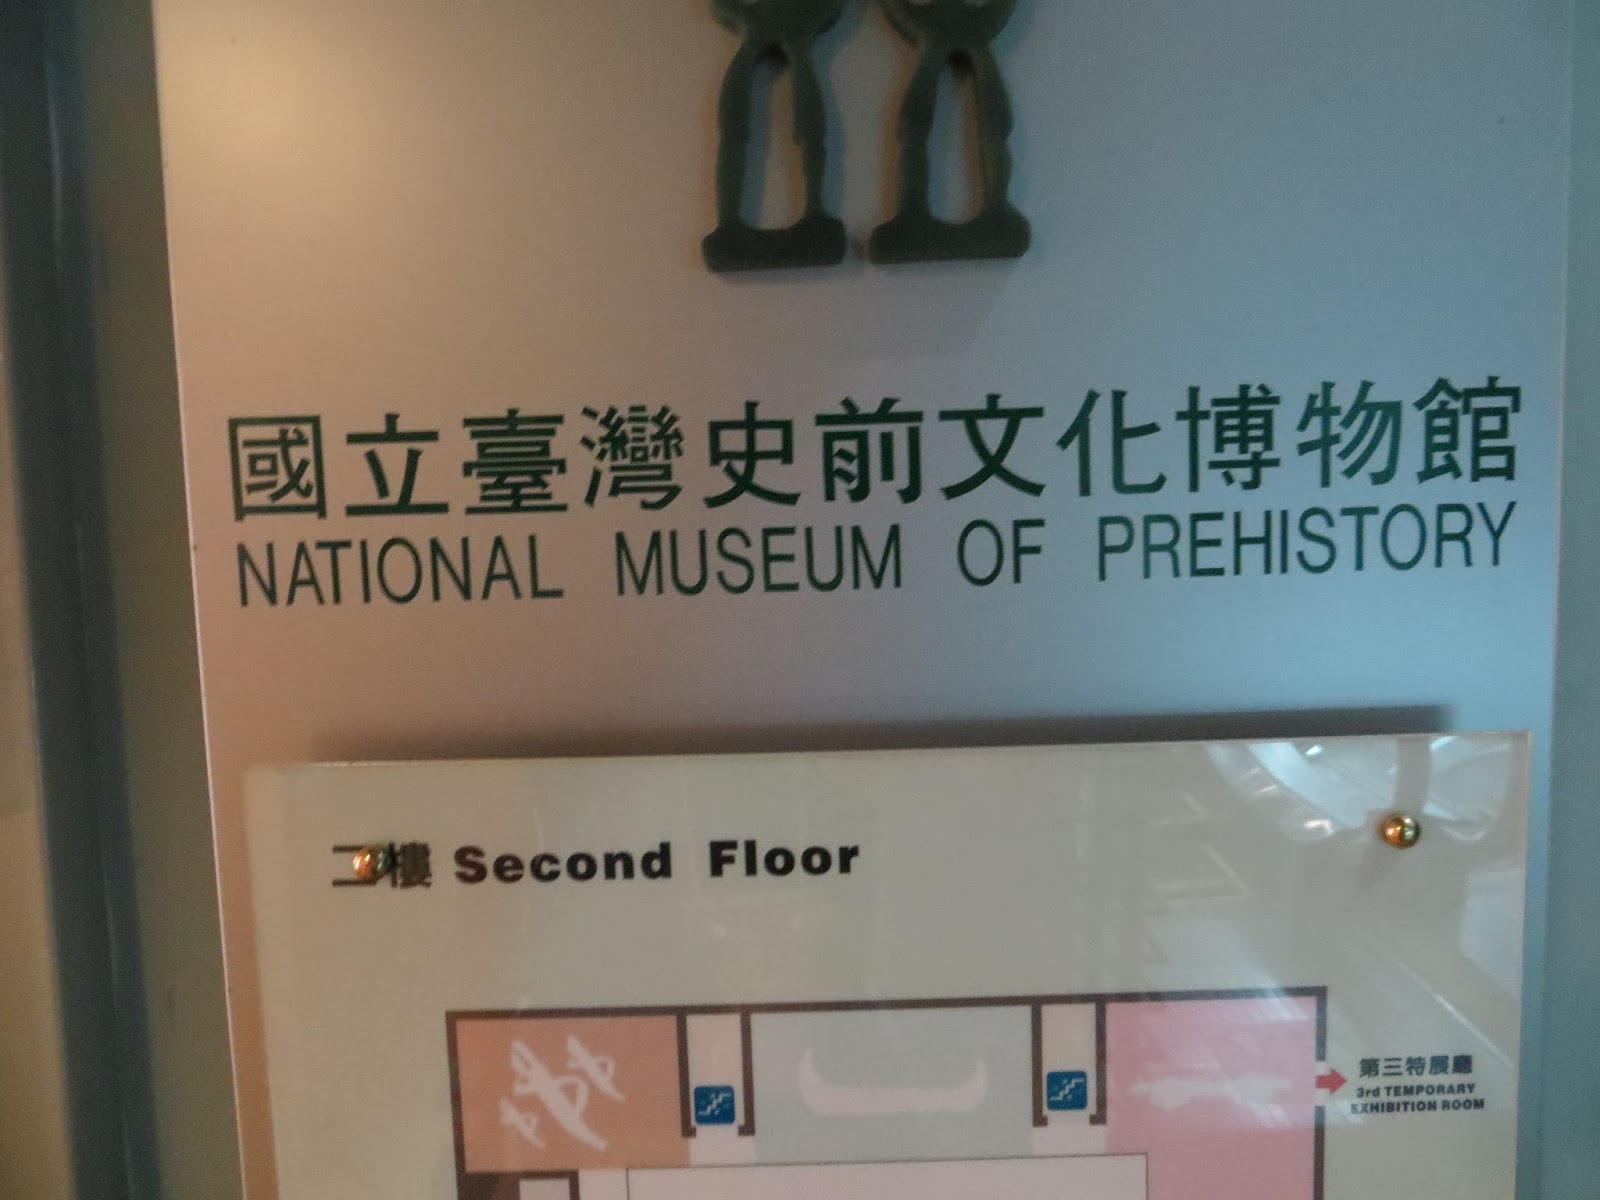 國立臺灣史前文化博物館
NATIONAL MUSEUM OF PREHISTORY
二樓 Second Floor
第三特展廳
3rd TEMPORARY
EXHIBITION ROOM